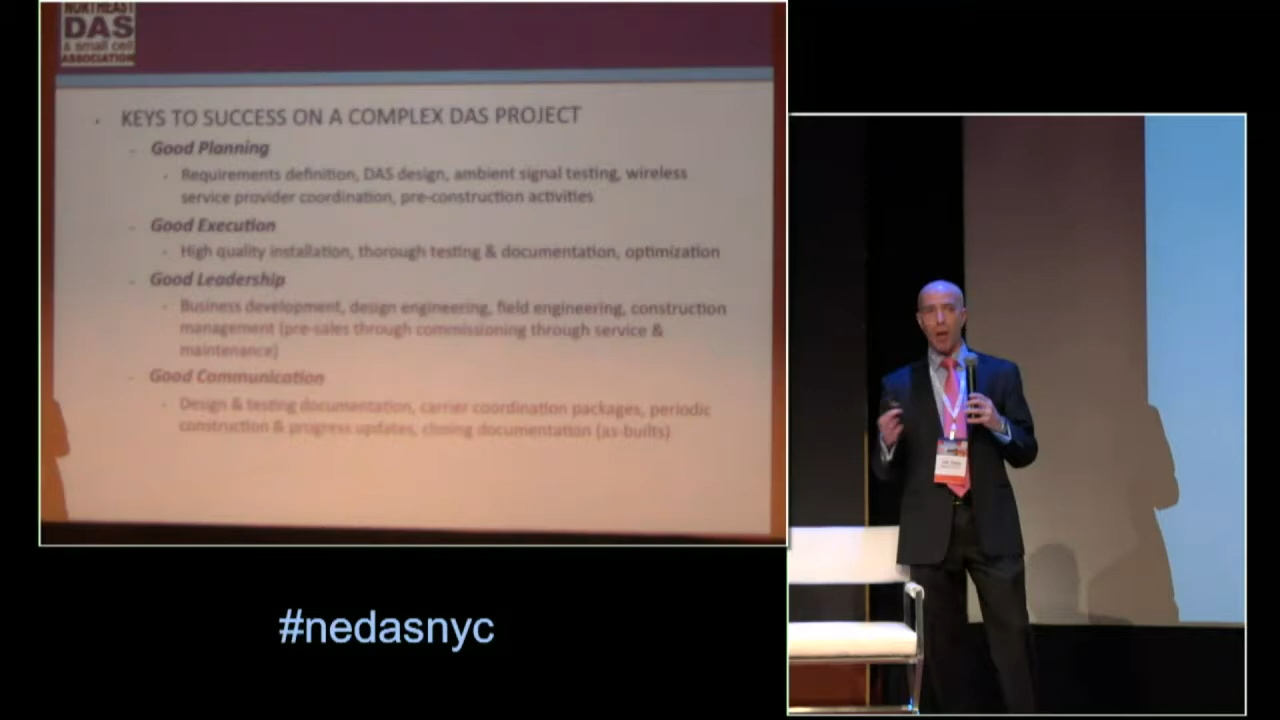 NORTHEAST
DAS
& small cell
ASSOCIATION
KEYS TO SUCCESS ON A COMPLEX DAS PROJECT
Good Planning
Requirements definition, DAS design, ambient signal testing, wireless
service provider coordination, pre-construction activities
Good Execution
High quality installation, thorough testing & documentation, optimization
Good Leadership
Business development, design engineering, field engineering, construction
management (pre-sales through commissioning through service &
maintenance)
Good Communication
Design & testing documentation, carrier coordination packages, periodic
construction & progress updates, closing documentation (as-builts)
#nedasnyc